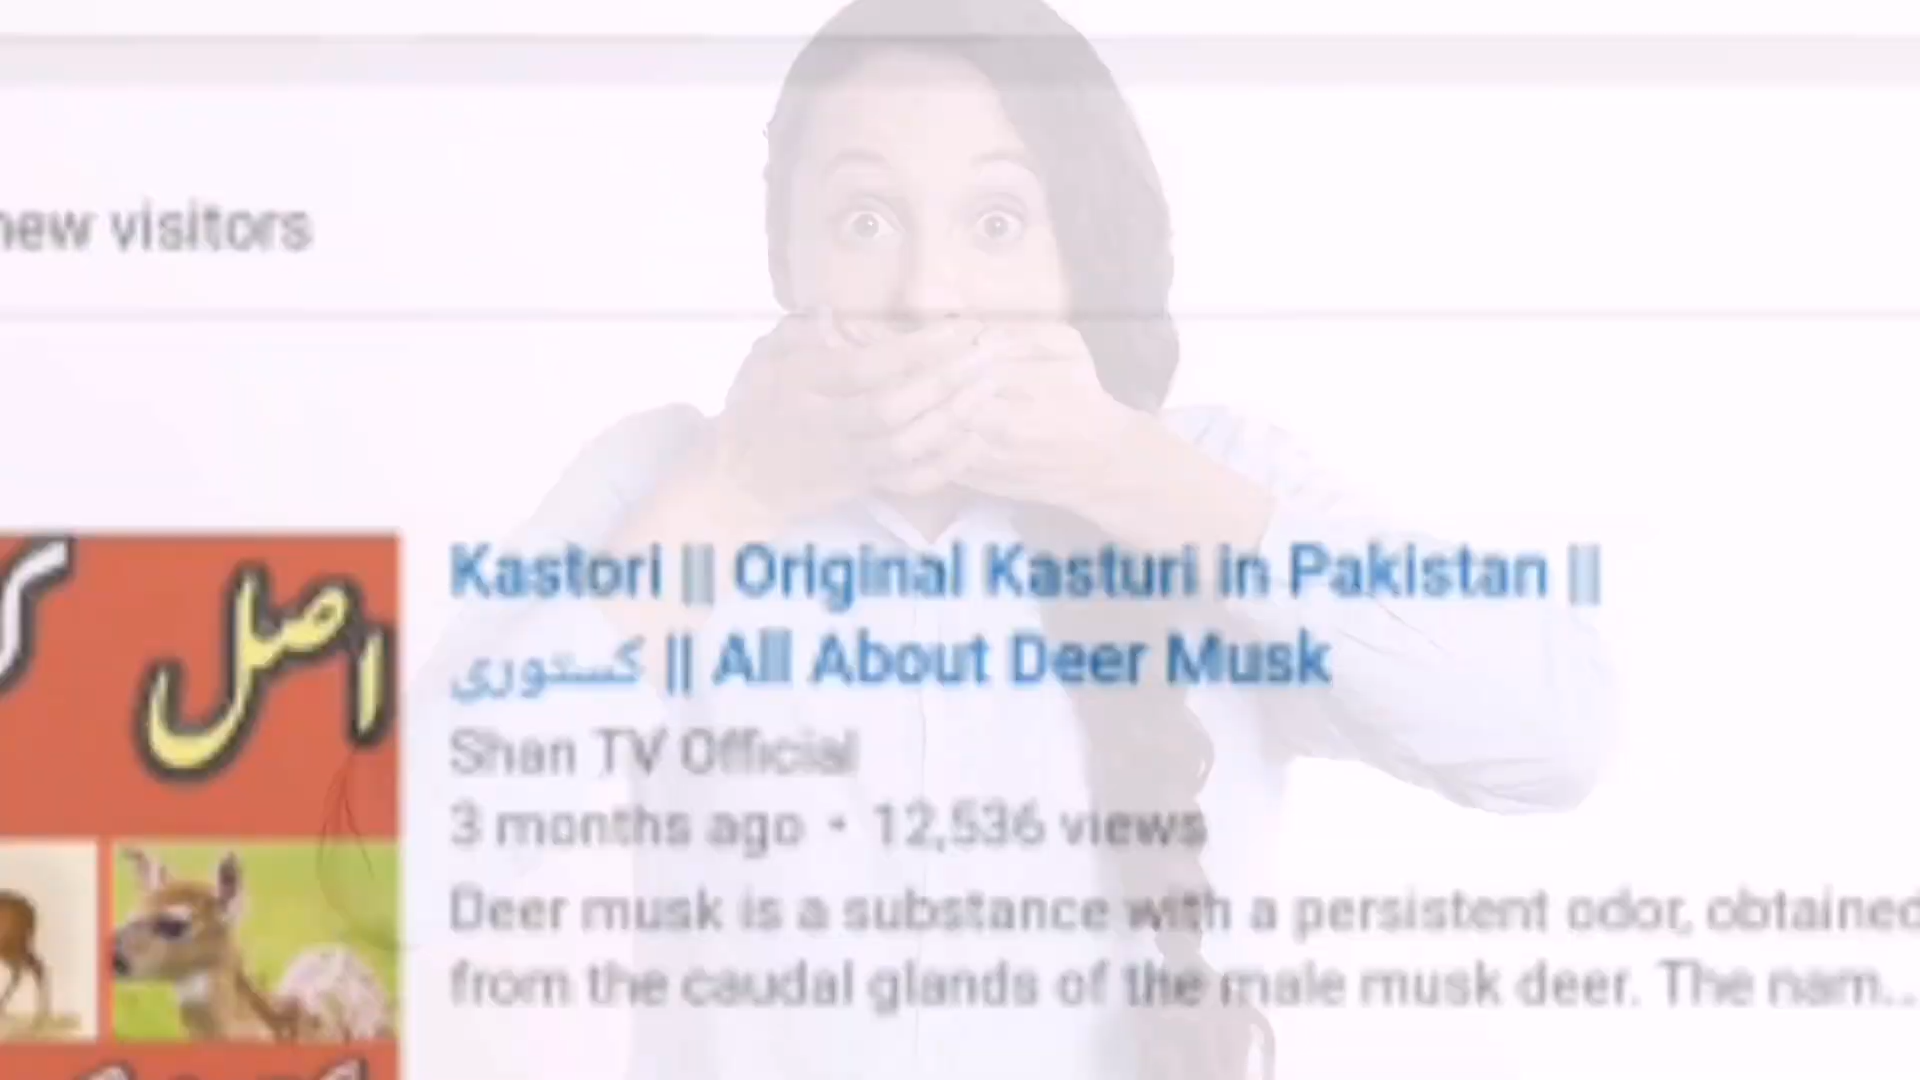 new visitors
اصل
Kastori || Original Kasturi in Pakistan ||
کستوری || All About Deer Musk
Shan TV Official
3 months ago • 12,536 views
Deer musk is a substance with a persistent odor, obtained
from the caudal glands of the male musk deer. The nam...